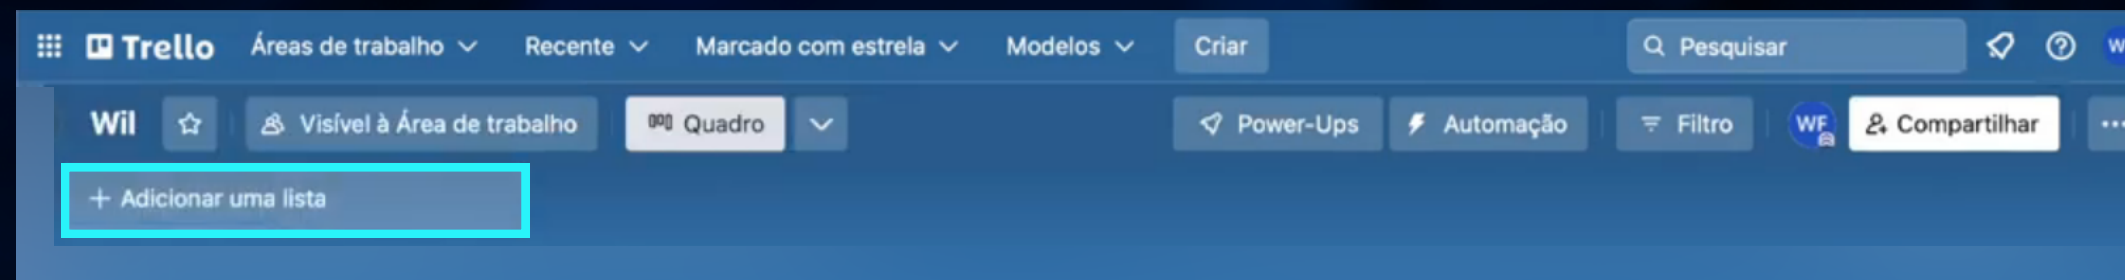 Trello Áreas de trabalho Recente Marcado com estrela Modelos Criar Pesquisar W
Wil Visível à Área de trabalho Quadro Power-Ups Automação Filtro WF Compartilhar ...
+ Adicionar uma lista